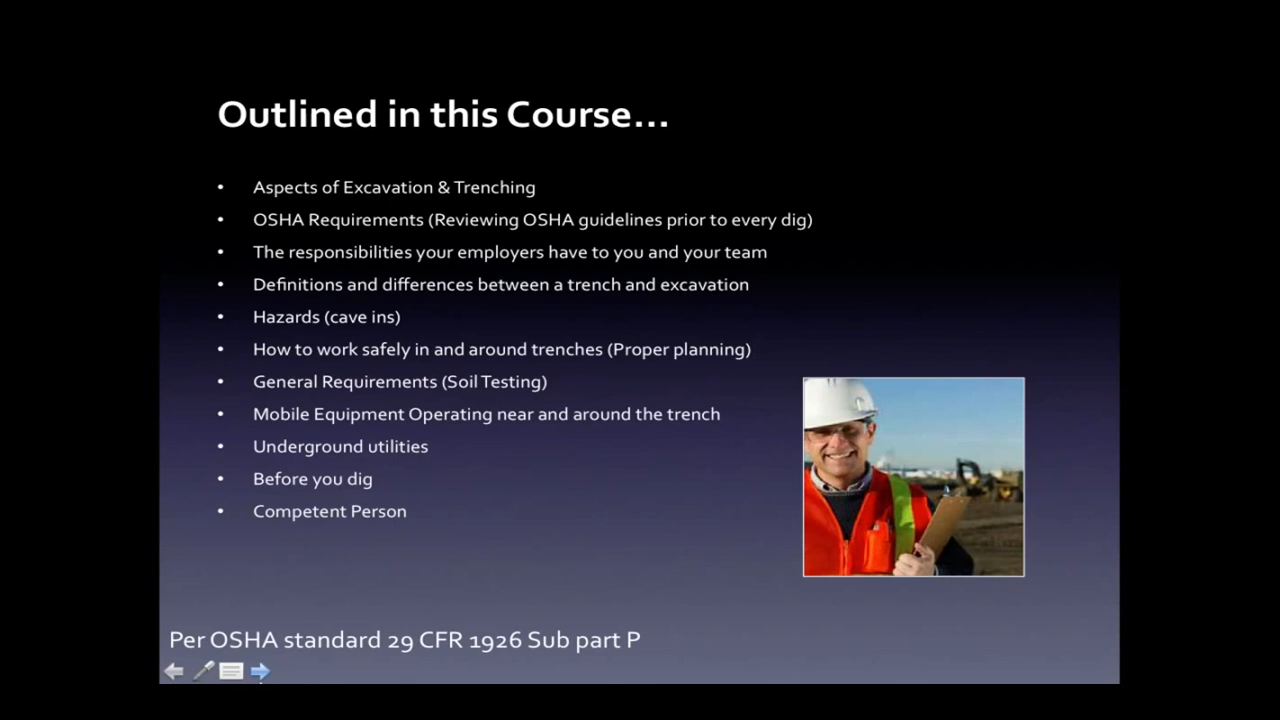 Outlined in this Course...
• Aspects of Excavation & Trenching
• OSHA Requirements (Reviewing OSHA guidelines prior to every dig)
• The responsibilities your employers have to you and your team
• Definitions and differences between a trench and excavation
• Hazards (cave ins)
• How to work safely in and around trenches (Proper planning)
• General Requirements (Soil Testing)
• Mobile Equipment Operating near and around the trench
• Underground utilities
• Before you dig
• Competent Person
Per OSHA standard 29 CFR 1926 Sub part P